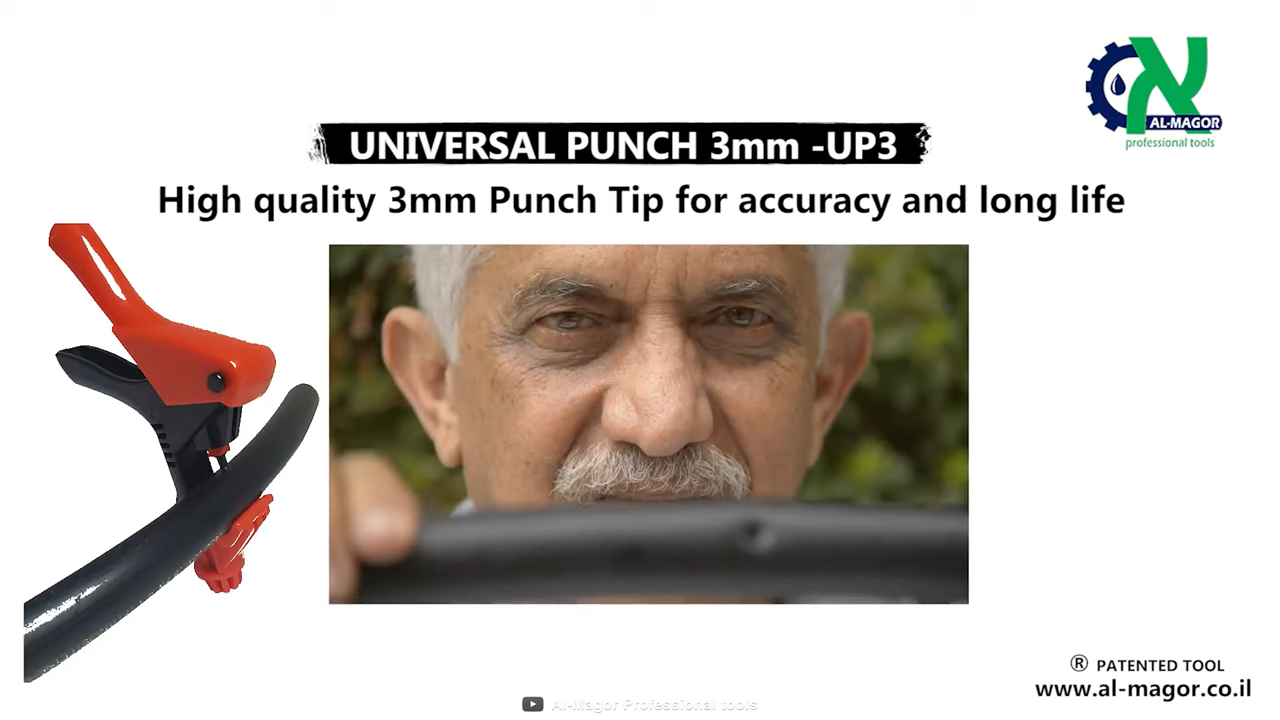 AL-MAGOR
professional tools
UNIVERSAL PUNCH 3mm -UP3
High quality 3mm Punch Tip for accuracy and long life
® PATENTED TOOL
www.al-magor.co.il
Al-Magor Professional tools